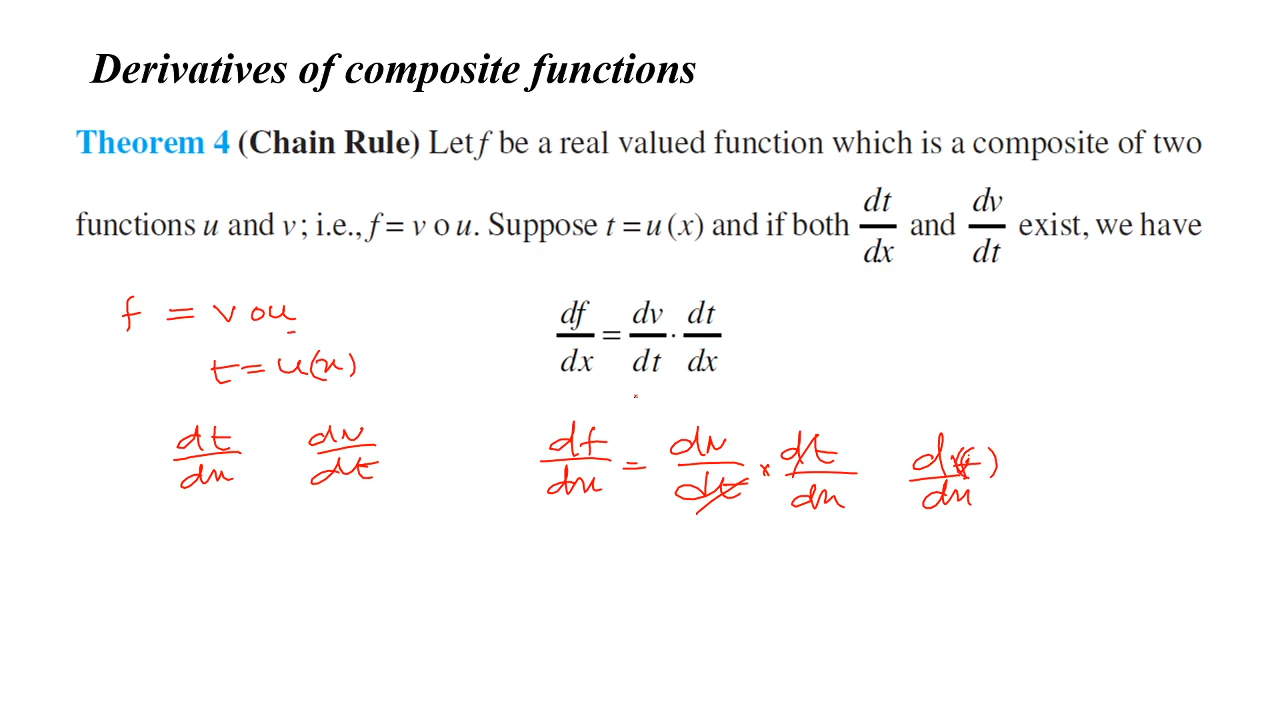 Derivatives of composite functions
Theorem 4 (Chain Rule) Let f be a real valued function which is a composite of two
functions u and v ; i.e., f = v o u. Suppose t = u (x) and if both dt/dx and dv/dt exist, we have
df/dx = dv/dt · dt/dx
f = v o u
t = u(x)
dt/dx dv/dt
df/dx = dv/dt × dt/dx